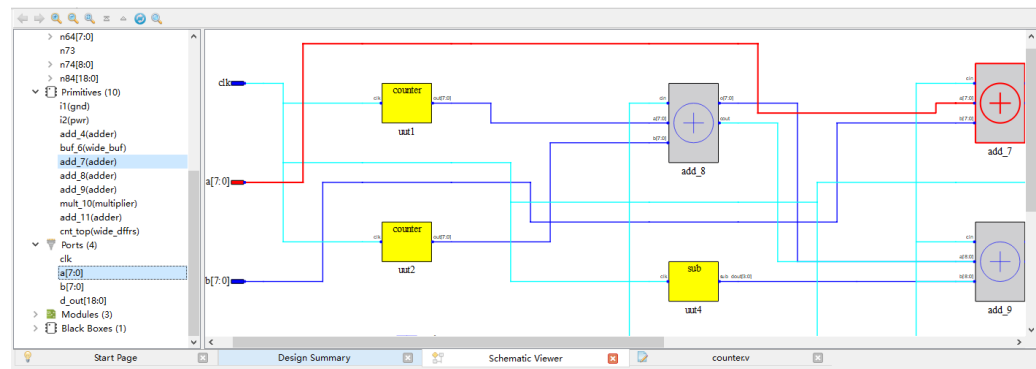 n64[7:0]
n73
n74[8:0]
n84[18:0]
Primitives (10)
i1(gnd)
i2(pwr)
add_4(adder)
buf_6(wide_buf)
add_7(adder)
add_8(adder)
add_9(adder)
mult_10(multiplier)
add_11(adder)
cnt_top(wide_dffrs)
Ports (4)
clk
a[7:0]
b[7:0]
d_out[18:0]
Modules (3)
Black Boxes (1)
clk
a[7:0]
b[7:0]
counter
clk
out[7:0]
uut1
counter
clk
out[7:0]
uut2
cin
a[7:0]
b[7:0]
o[7:0]
cout
add_8
sub
clk
dout[8:0]
uut4
cin
a[7:0]
b[7:0]
add_7
cin
a[8:0]
b[8:0]
add_9
Start Page
Design Summary
Schematic Viewer
counter.v